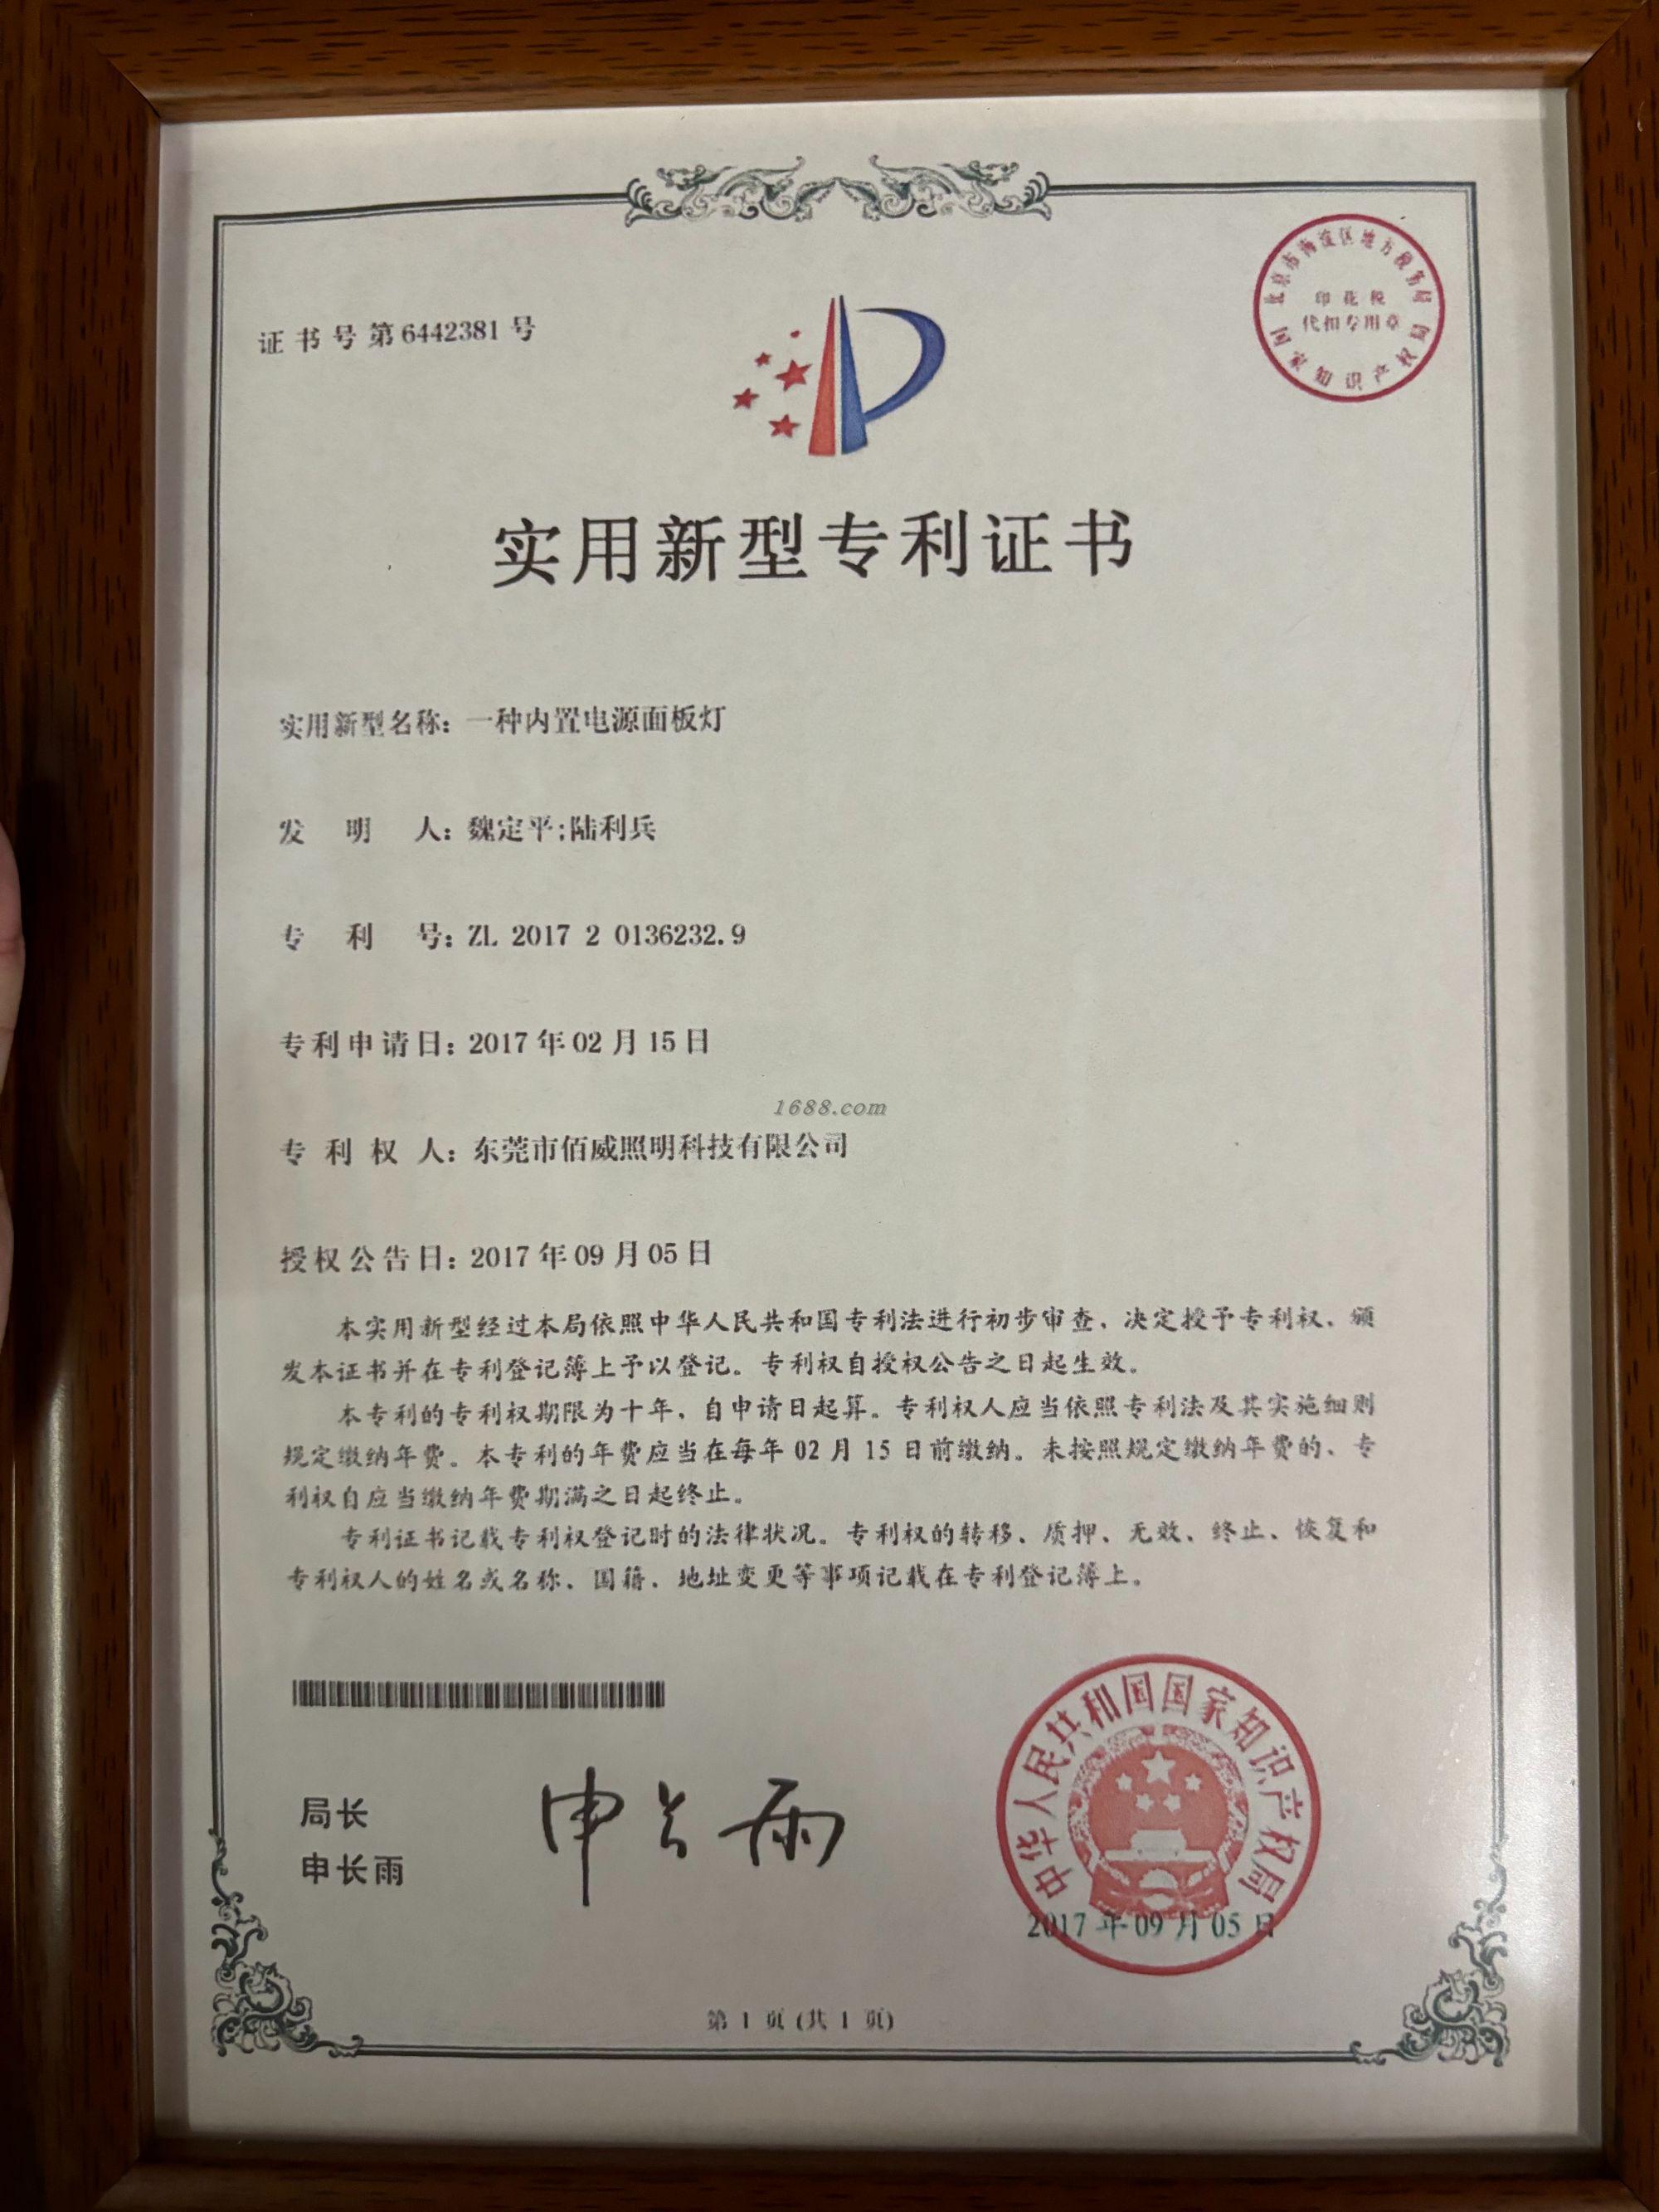 证书号第6442381号
北京市海淀区地方税务局
印花税
代扣专用章
国家知识产权局
实用新型专利证书
实用新型名称：一种内置电源面板灯
发明人：魏定平;陆利兵
专利号：ZL 2017 2 0136232.9
专利申请日：2017年02月15日
1688.com
专利权人：东莞市佰威照明科技有限公司
授权公告日：2017年09月05日
本实用新型经过本局依照中华人民共和国专利法进行初步审查，决定授予专利权，颁
发本证书并在专利登记簿上予以登记。专利权自授权公告之日起生效。
本专利的专利权期限为十年，自申请日起算。专利权人应当依照专利法及其实施细则
规定缴纳年费。本专利的年费应当在每年02月15日前缴纳。未按照规定缴纳年费的，专
利权自应当缴纳年费期满之日起终止。
专利证书记载专利权登记时的法律状况。专利权的转移、质押、无效、终止、恢复和
专利权人的姓名或名称、国籍、地址变更等事项记载在专利登记簿上。
局长
申长雨
申长雨
中华人民共和国国家知识产权局
2017年09月05日
第1页(共1页)